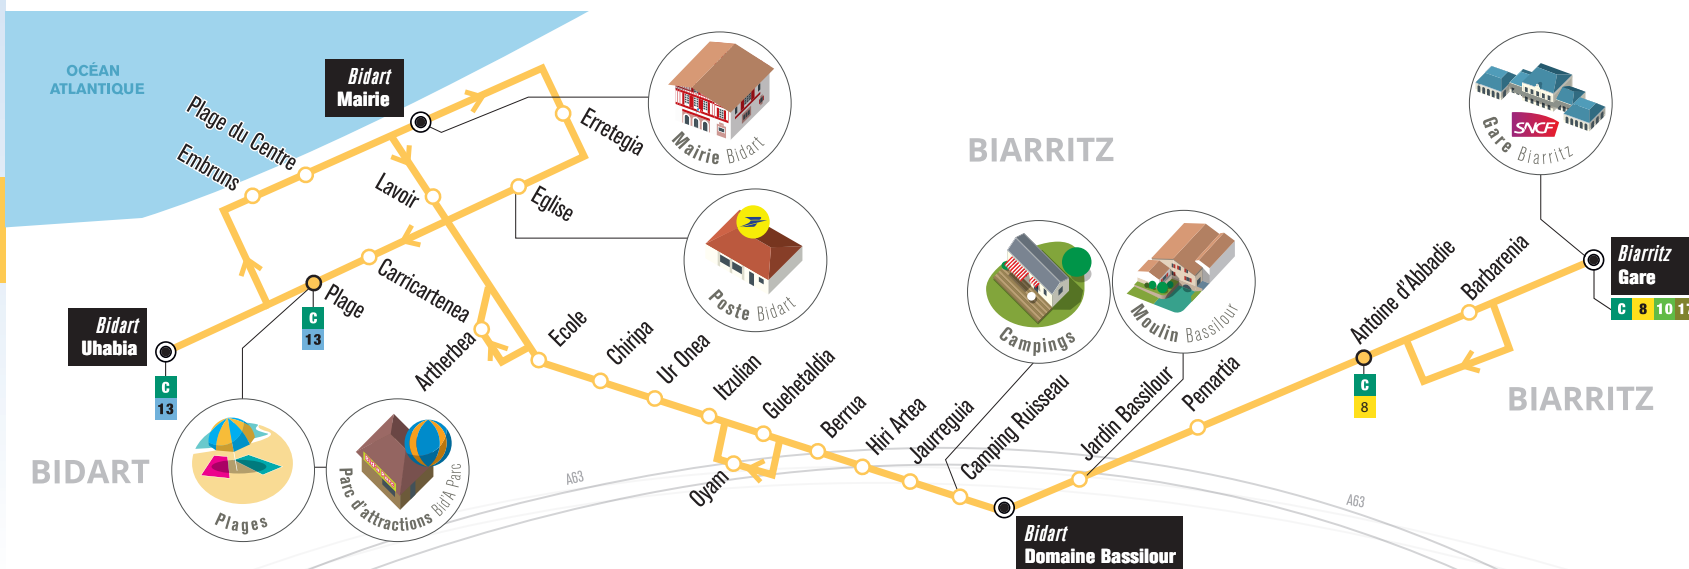 OCÉAN
ATLANTIQUE
Bidart
Mairie
Plage du Centre
Embruns
Lavoir
Erretegia
Eglise
Mairie Bidart
Poste Bidart
BIARRITZ
SNCF
Gare Biarritz
Biarritz
Gare
C 8 10
Bidart
Uhabia
C
13
Plage
C
13
Carricartenea
Artherbea
Ecole
Chiripa
Ur Onea
Itzulian
Guehetaldia
Oyam
Berrua
Hiri Artea
Jaurreguia
Camping Ruisseau
Campings
Moulin Bassilour
Jardin Bassilour
Pemartia
Antoine d'Abbadie
C
8
Barbarenia
BIARRITZ
BIDART
Plages
Parc d'attractions Bid'A Parc
A63
A63
Bidart
Domaine Bassilour